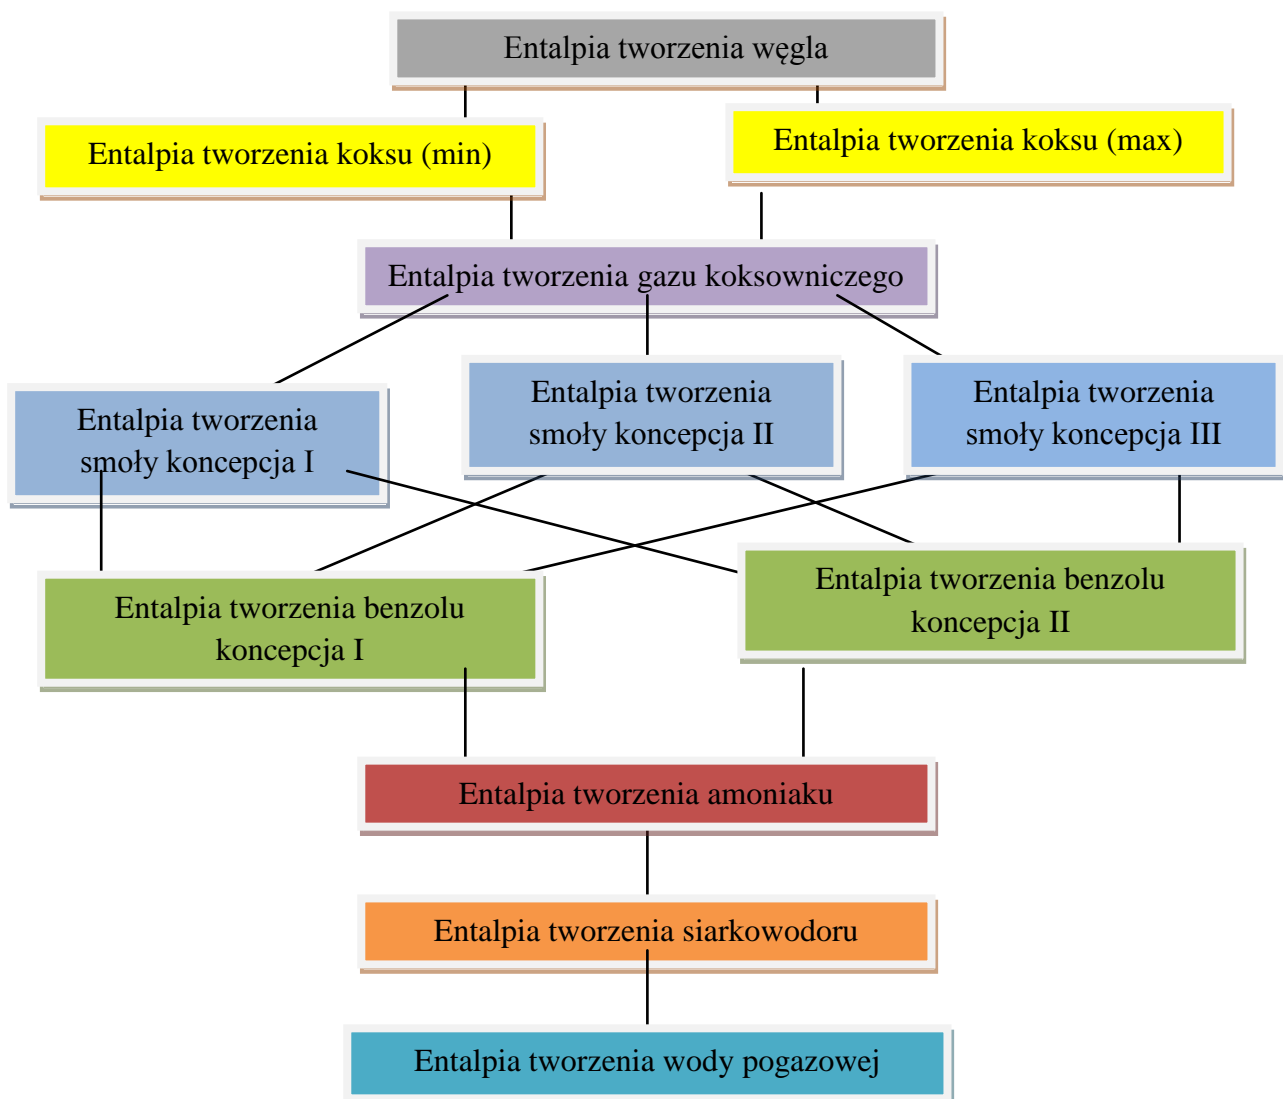 Entalpia tworzenia węgla
Entalpia tworzenia koksu (min)
Entalpia tworzenia koksu (max)
Entalpia tworzenia gazu koksowniczego
Entalpia tworzenia
smoły koncepcja I
Entalpia tworzenia
smoły koncepcja II
Entalpia tworzenia
smoły koncepcja III
Entalpia tworzenia benzolu
koncepcja I
Entalpia tworzenia benzolu
koncepcja II
Entalpia tworzenia amoniaku
Entalpia tworzenia siarkowodoru
Entalpia tworzenia wody pogazowej